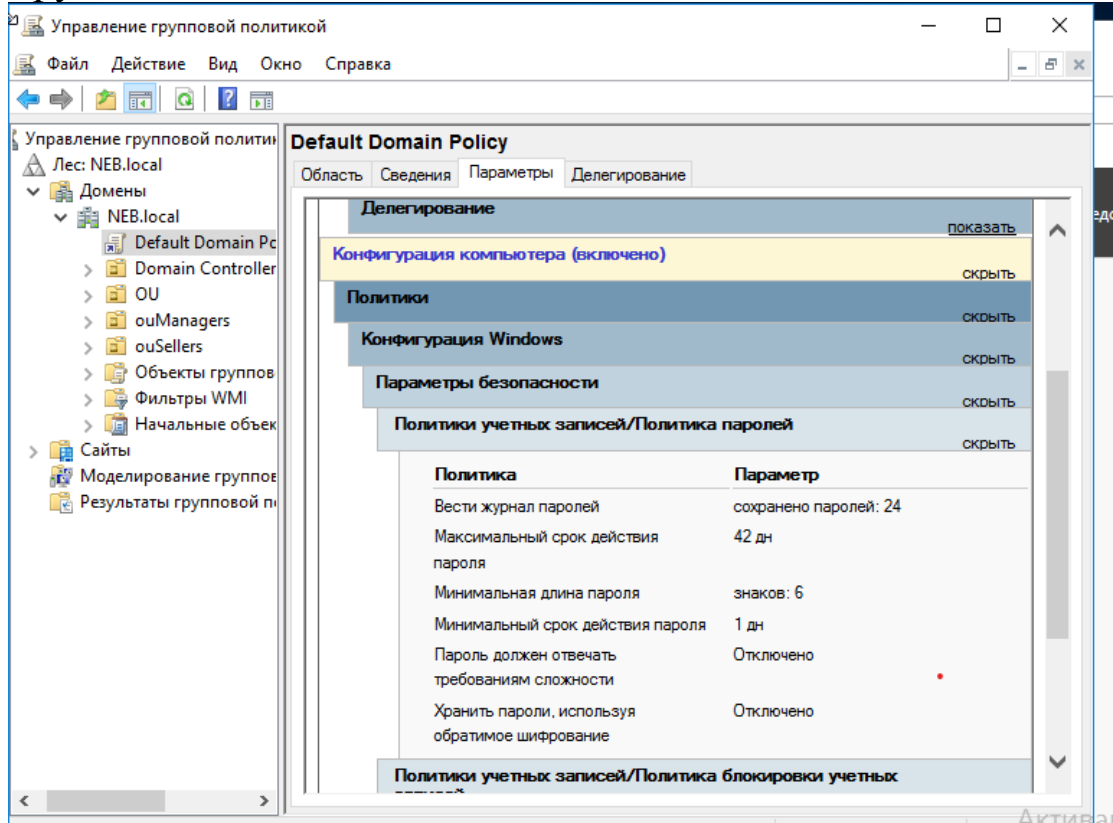 Управление групповой политикой
Файл Действие Вид Окно Справка
Управление групповой политик
Лес: NEB.local
Домены
NEB.local
Default Domain Pc
Domain Controller
OU
ouManagers
ouSellers
Объекты группов
Фильтры WMI
Начальные объек
Сайты
Моделирование группов
Результаты групповой п
Default Domain Policy
Область Сведения Параметры Делегирование
Делегирование
показать
Конфигурация компьютера (включено)
скрыть
Политики
скрыть
Конфигурация Windows
скрыть
Параметры безопасности
скрыть
Политики учетных записей/Политика паролей
скрыть
Политика Параметр
Вести журнал паролей сохранено паролей: 24
Максимальный срок действия 42 дн
пароля
Минимальная длина пароля знаков: 6
Минимальный срок действия пароля 1 дн
Пароль должен отвечать Отключено
требованиям сложности
Хранить пароли, используя Отключено
обратимое шифрование
Политики учетных записей/Политика блокировки учетных